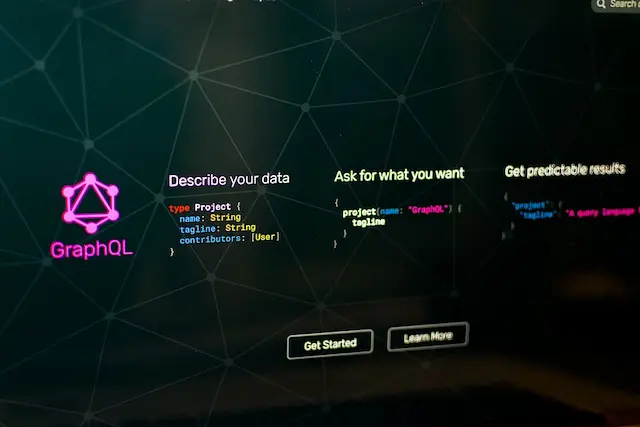 Search
GraphQL
Describe your data
type Project {
name: String
tagline: String
contributors: [User]
}
Ask for what you want
{
project(name: "GraphQL") {
tagline
}
}
Get predictable results
{
"project": {
"tagline": "A query language
}
Get Started
Learn More